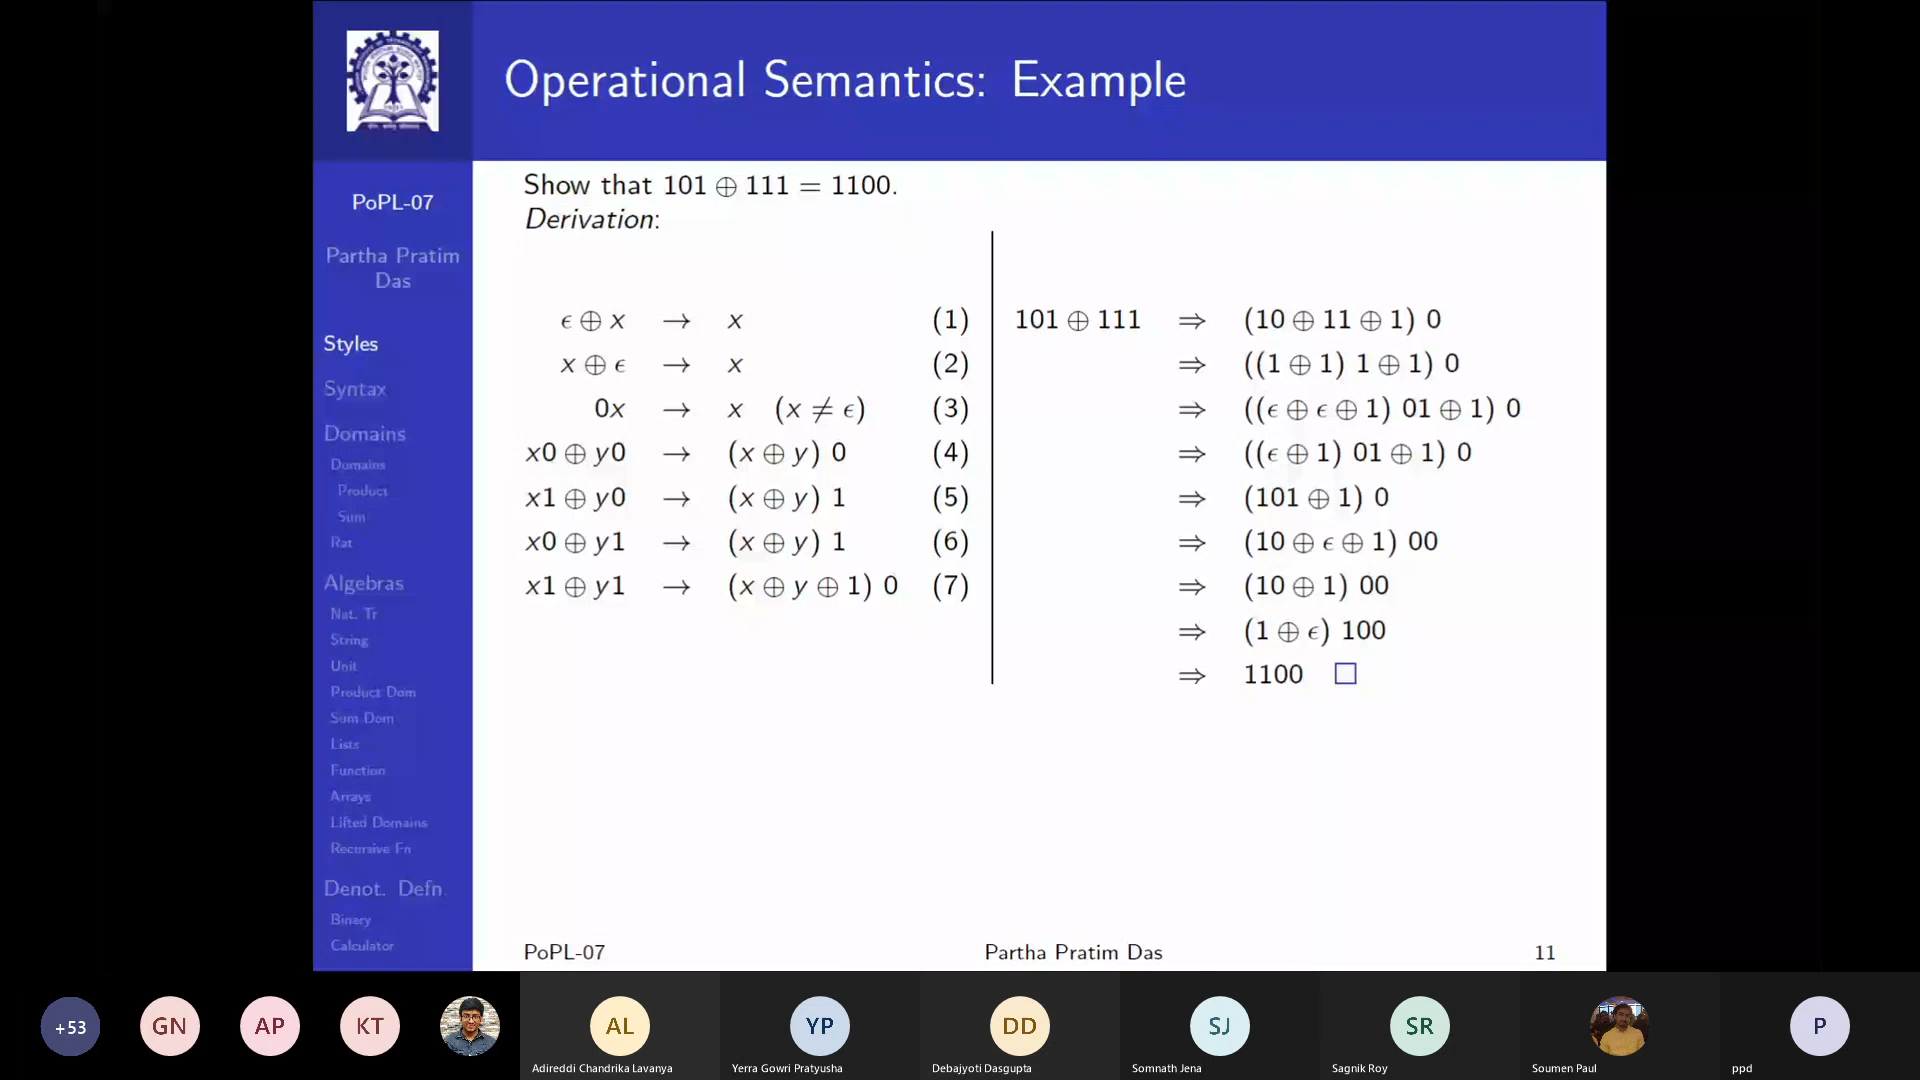 Operational Semantics: Example
PoPL-07
Partha Pratim
Das
Styles
Syntax
Domains
Domains
Product
Sum
Rat
Algebras
Nat. Tr
String
Unit
Product Dom
Sum Dom
Lists
Function
Arrays
Lifted Domains
Recursive Fn
Denot. Defn.
Binary
Calculator
Show that 101 ⊕ 111 = 1100.
Derivation:
ϵ ⊕ x → x (1)
x ⊕ ϵ → x (2)
0x → x (x ≠ ϵ) (3)
x0 ⊕ y0 → (x ⊕ y) 0 (4)
x1 ⊕ y0 → (x ⊕ y) 1 (5)
x0 ⊕ y1 → (x ⊕ y) 1 (6)
x1 ⊕ y1 → (x ⊕ y ⊕ 1) 0 (7)
101 ⊕ 111 ⇒ (10 ⊕ 11 ⊕ 1) 0
⇒ ((1 ⊕ 1) 1 ⊕ 1) 0
⇒ ((ϵ ⊕ ϵ ⊕ 1) 01 ⊕ 1) 0
⇒ ((ϵ ⊕ 1) 01 ⊕ 1) 0
⇒ (101 ⊕ 1) 0
⇒ (10 ⊕ ϵ ⊕ 1) 00
⇒ (10 ⊕ 1) 00
⇒ (1 ⊕ ϵ) 100
⇒ 1100 □
PoPL-07 Partha Pratim Das 11
+53 GN AP KT AL YP DD SJ SR P
Adireddi Chandrika Lavanya Yerra Gowri Pratyusha Debajyoti Dasgupta Somnath Jena Sagnik Roy Soumen Paul ppd